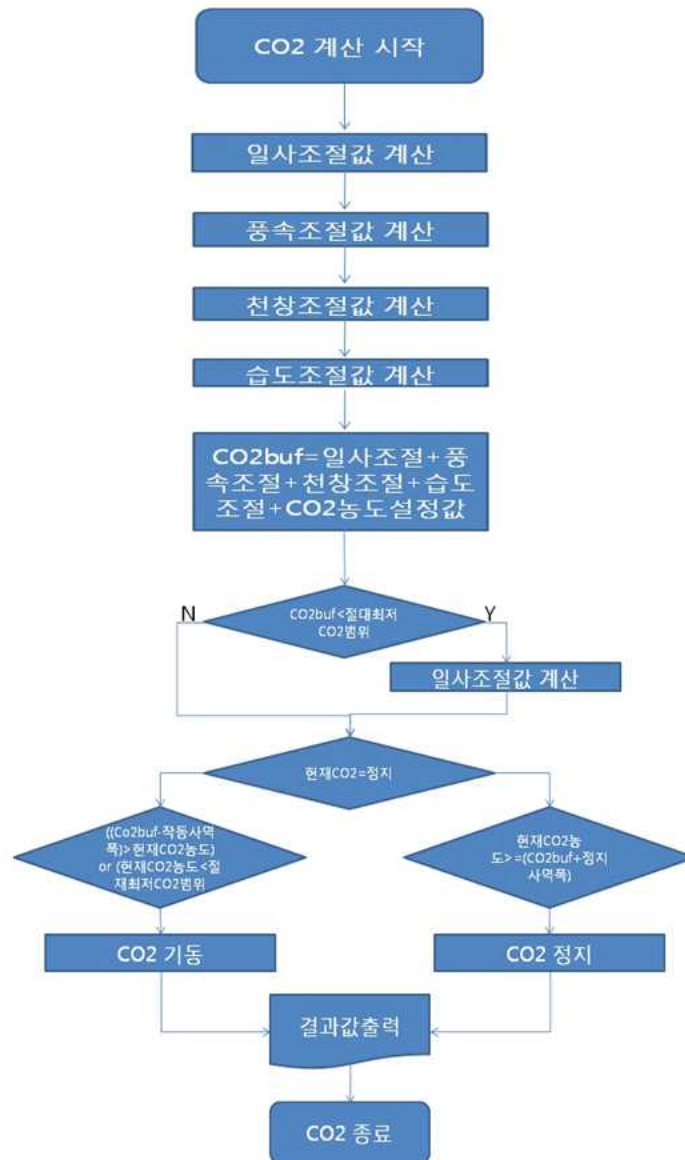 CO2 계산 시작
일사조절값 계산
풍속조절값 계산
천창조절값 계산
습도조절값 계산
CO2buf=일사조절+풍
속조절+천창조절+습도
조절+CO2농도설정값
N
CO2buf<절대최저
CO2범위
Y
일사조절값 계산
현재CO2=정지
((Co2buf-작동사역
폭)>현재CO2농도)
or (현재CO2농도<절
재최저CO2범위
현재CO2농
도>=(CO2buf+정지
사역폭)
CO2 기동
CO2 정지
결과값출력
CO2 종료